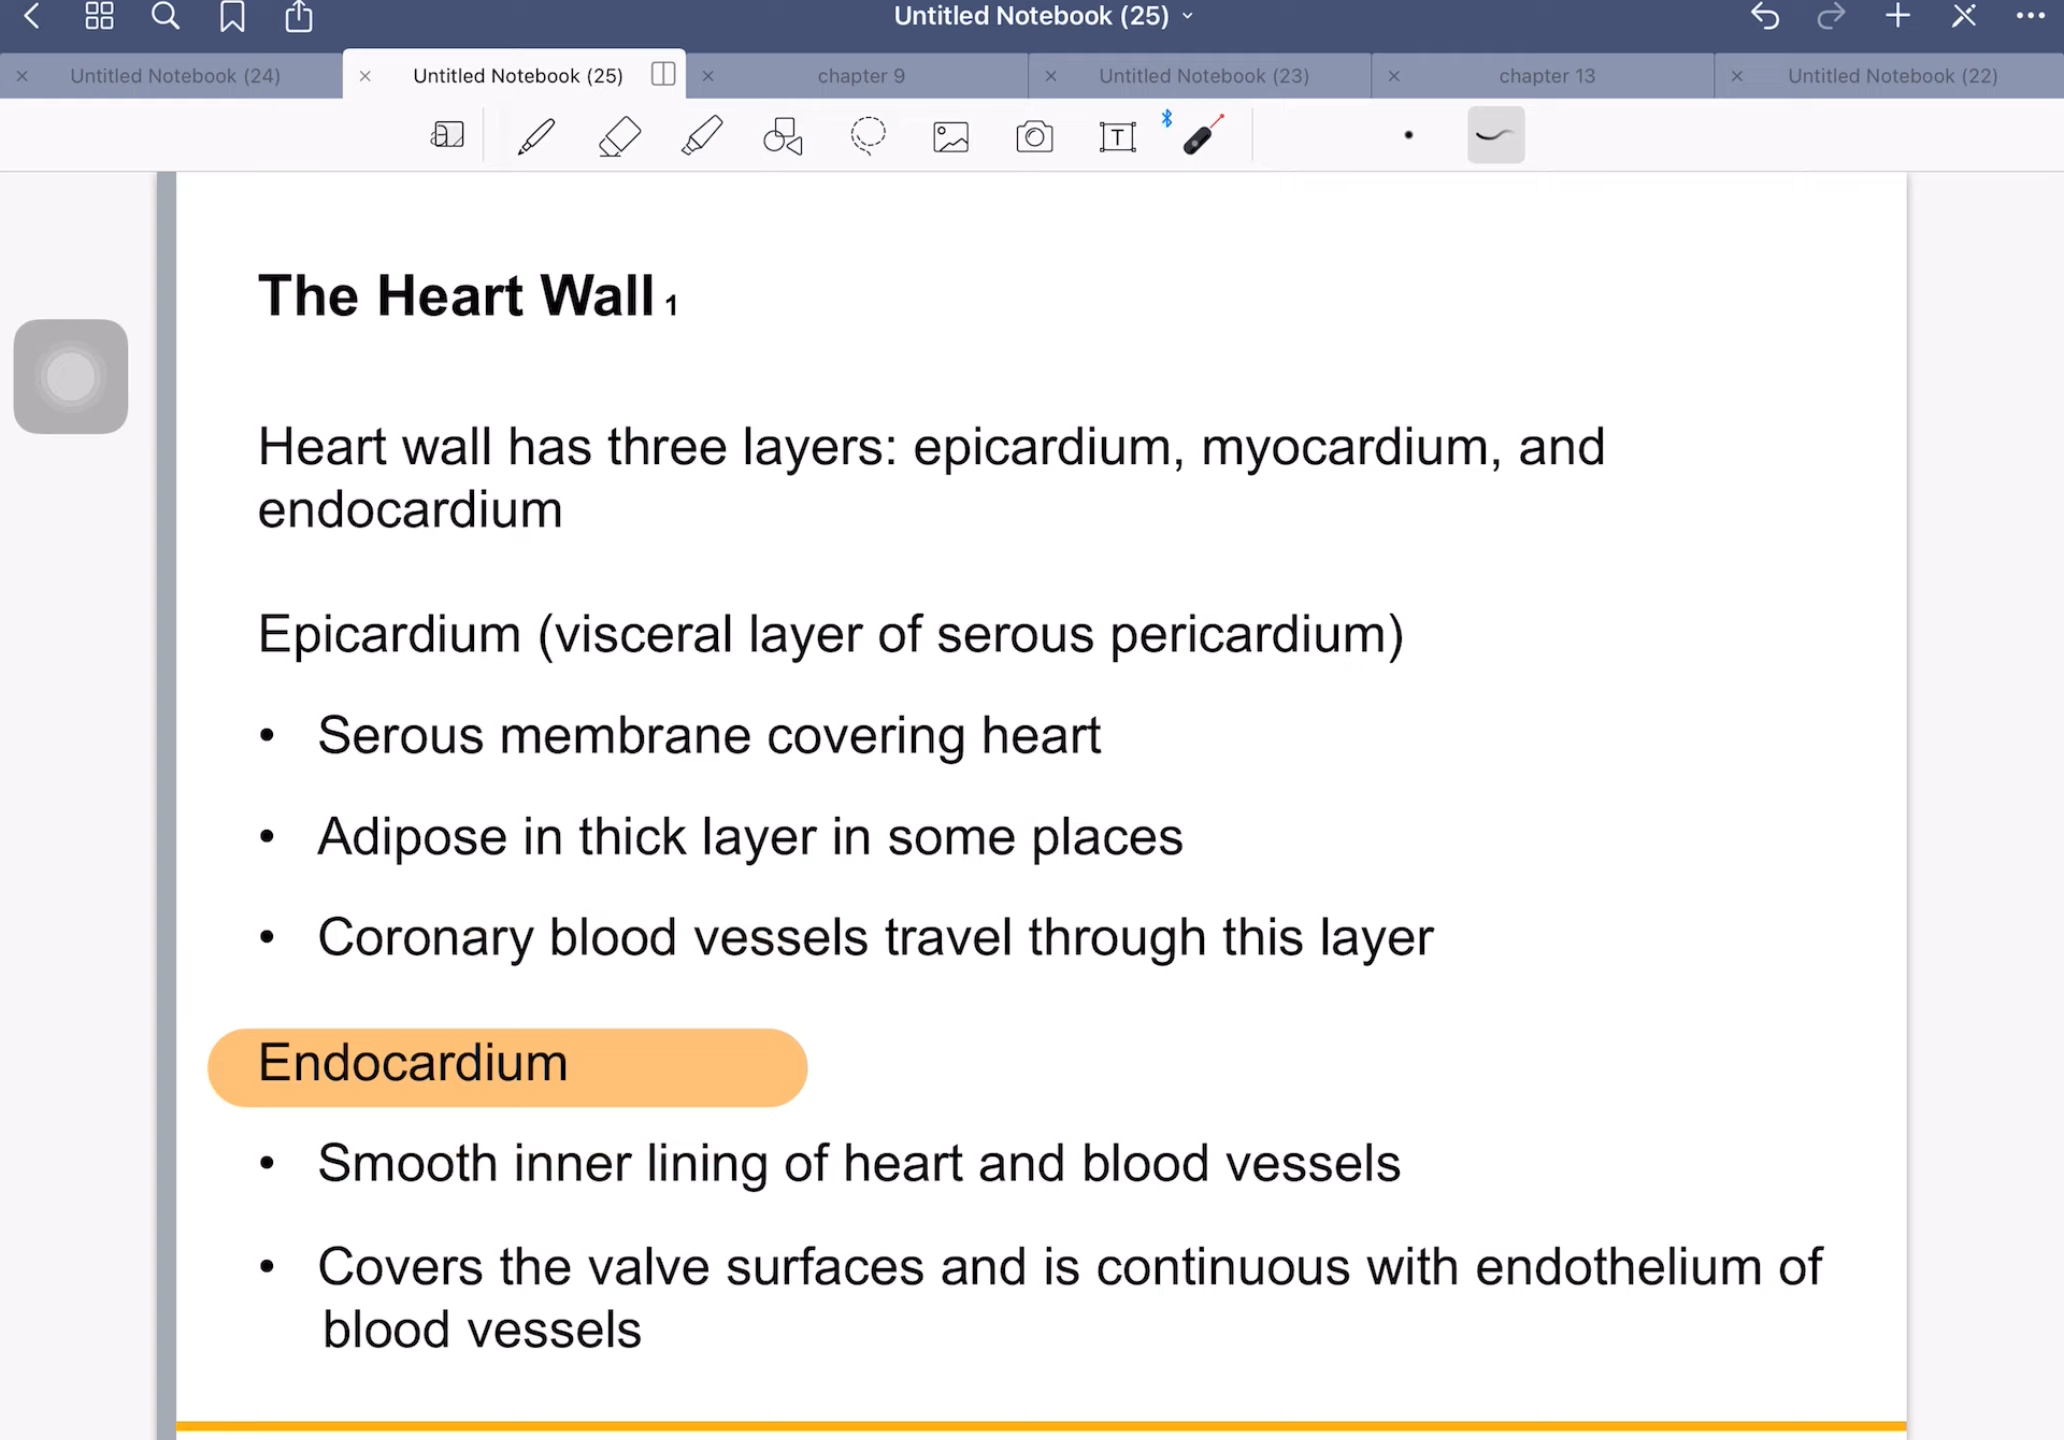 Untitled Notebook (25)
Untitled Notebook (24)
Untitled Notebook (25)
chapter 9
Untitled Notebook (23)
chapter 13
Untitled Notebook (22)
a
T
The Heart Wall 1
Heart wall has three layers: epicardium, myocardium, and
endocardium
Epicardium (visceral layer of serous pericardium)
• Serous membrane covering heart
• Adipose in thick layer in some places
• Coronary blood vessels travel through this layer
Endocardium
• Smooth inner lining of heart and blood vessels
• Covers the valve surfaces and is continuous with endothelium of
blood vessels